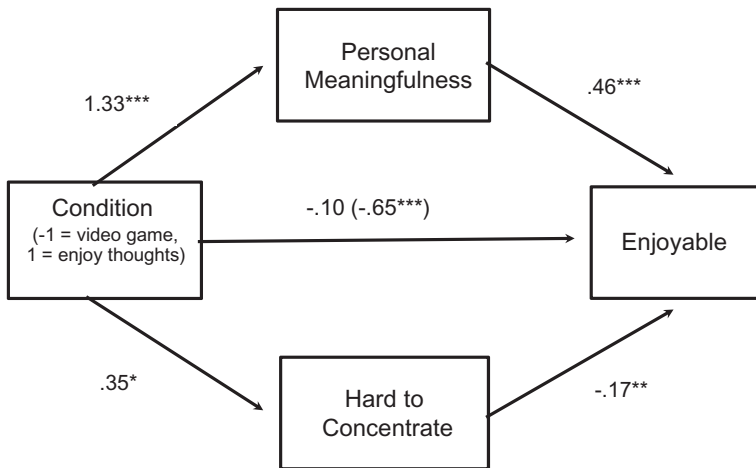 Personal
Meaningfulness
1.33***
.46***
Condition
(-1 = video game,
1 = enjoy thoughts)
-.10 (-.65***)
Enjoyable
.35*
Hard to
Concentrate
-.17**